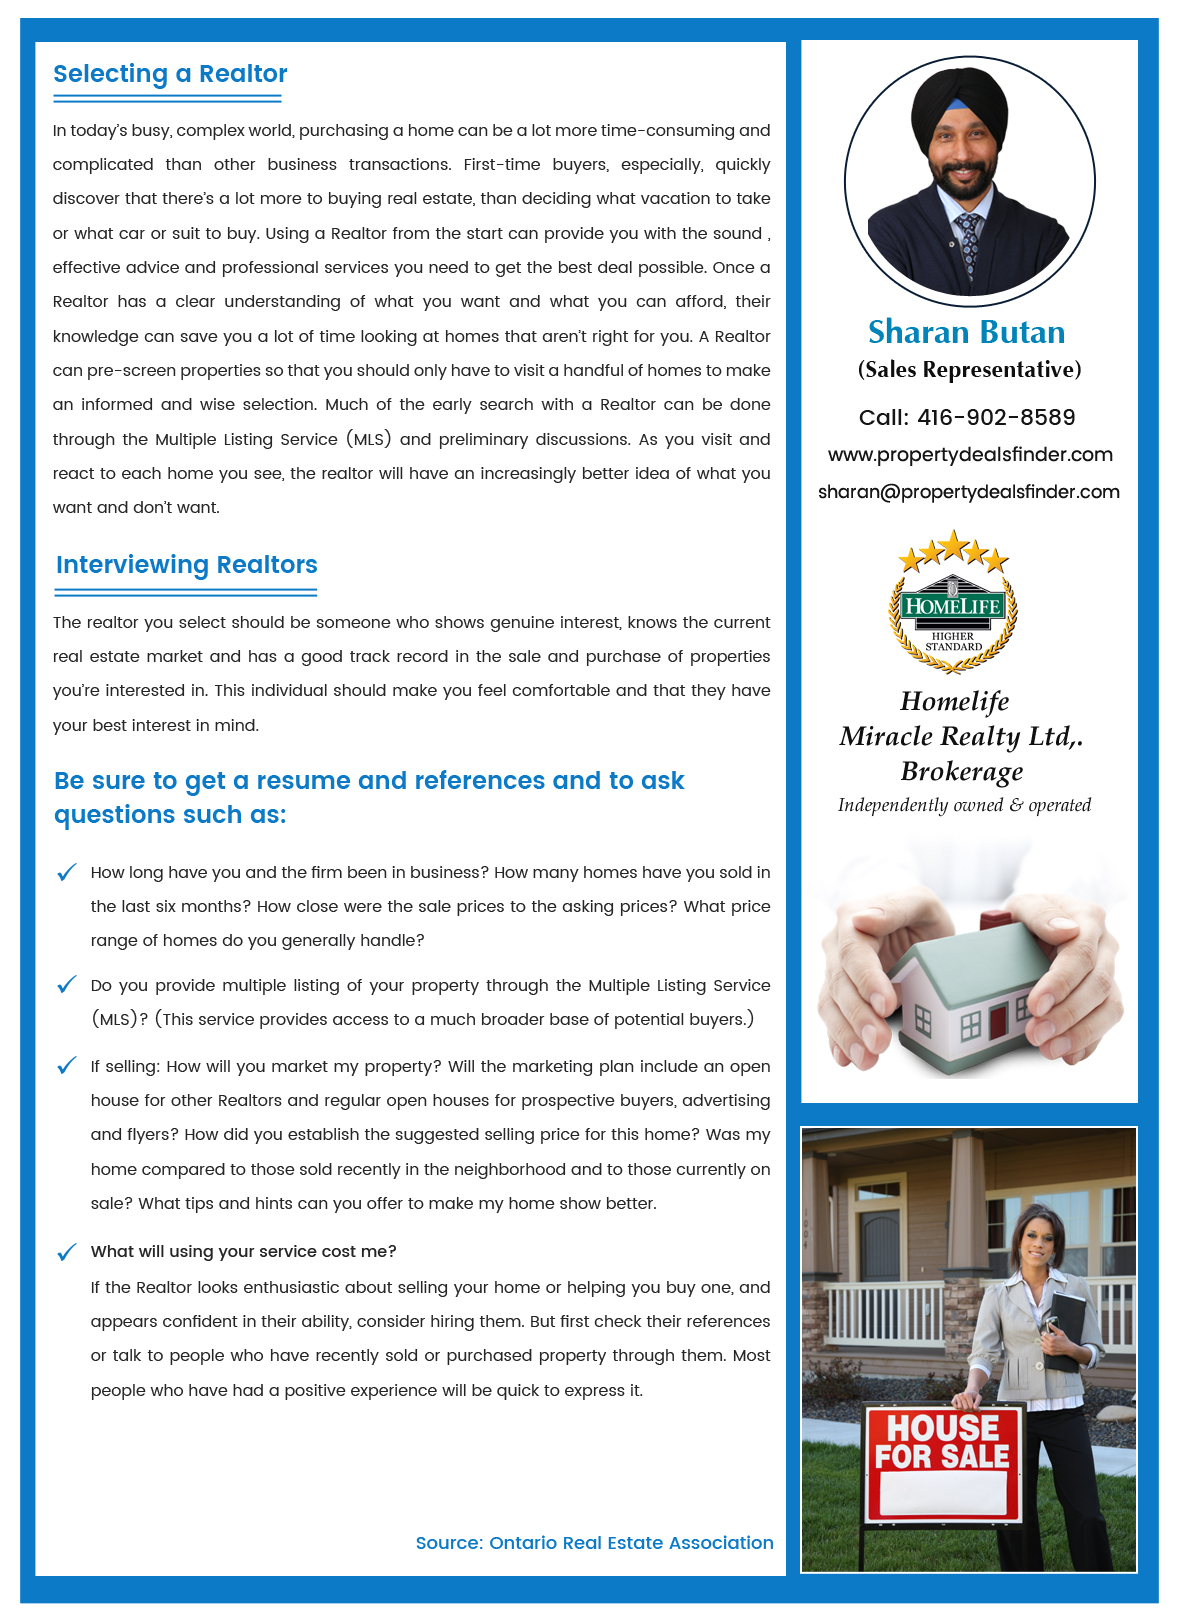 Selecting a Realtor
In today's busy, complex world, purchasing a home can be a lot more time-consuming and
complicated than other business transactions. First-time buyers, especially, quickly
discover that there's a lot more to buying real estate, than deciding what vacation to take
or what car or suit to buy. Using a Realtor from the start can provide you with the sound ,
effective advice and professional services you need to get the best deal possible. Once a
Realtor has a clear understanding of what you want and what you can afford, their
knowledge can save you a lot of time looking at homes that aren't right for you. A Realtor
can pre-screen properties so that you should only have to visit a handful of homes to make
an informed and wise selection. Much of the early search with a Realtor can be done
through the Multiple Listing Service (MLS) and preliminary discussions. As you visit and
react to each home you see, the realtor will have an increasingly better idea of what you
want and don't want.
Interviewing Realtors
The realtor you select should be someone who shows genuine interest, knows the current
real estate market and has a good track record in the sale and purchase of properties
you're interested in. This individual should make you feel comfortable and that they have
your best interest in mind.
Be sure to get a resume and references and to ask
questions such as:
How long have you and the firm been in business? How many homes have you sold in
the last six months? How close were the sale prices to the asking prices? What price
range of homes do you generally handle?
Do you provide multiple listing of your property through the Multiple Listing Service
(MLS)? (This service provides access to a much broader base of potential buyers.)
If selling: How will you market my property? Will the marketing plan include an open
house for other Realtors and regular open houses for prospective buyers, advertising
and flyers? How did you establish the suggested selling price for this home? Was my
home compared to those sold recently in the neighborhood and to those currently on
sale? What tips and hints can you offer to make my home show better.
What will using your service cost me?
If the Realtor looks enthusiastic about selling your home or helping you buy one, and
appears confident in their ability, consider hiring them. But first check their references
or talk to people who have recently sold or purchased property through them. Most
people who have had a positive experience will be quick to express it.
Source: Ontario Real Estate Association
Sharan Butan
(Sales Representative)
Call: 416-902-8589
www.propertydealsfinder.com
sharan@propertydealsfinder.com
HOMELIFE
HIGHER
STANDARD
Homelife
Miracle Realty Ltd,.
Brokerage
Independently owned & operated
1004
HOUSE
FOR SALE